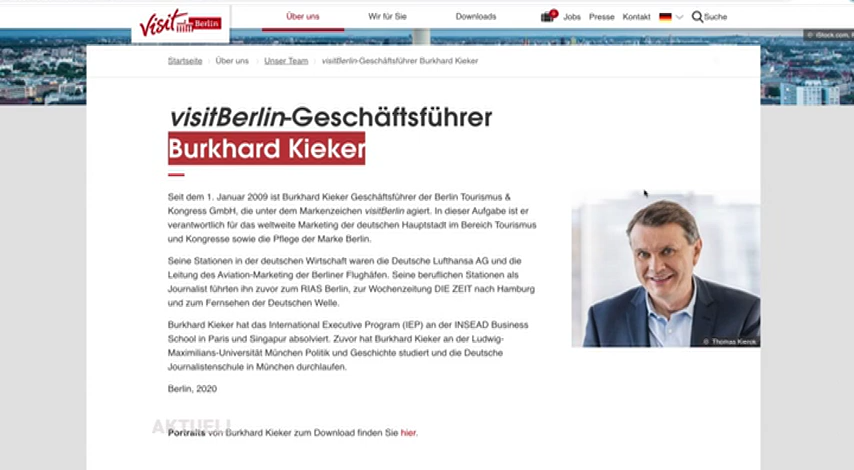 visit Berlin
Über uns Wir für Sie Downloads Jobs Presse Kontakt Suche
© iStock.com,
Startseite Über uns Unser Team visitBerlin-Geschäftsführer Burkhard Kieker
visitBerlin-Geschäftsführer
Burkhard Kieker
Seit dem 1. Januar 2009 ist Burkhard Kieker Geschäftsführer der Berlin Tourismus &
Kongress GmbH, die unter dem Markenzeichen visitBerlin agiert. In dieser Aufgabe ist er
verantwortlich für das weltweite Marketing der deutschen Hauptstadt im Bereich Tourismus
und Kongresse sowie die Pflege der Marke Berlin.
Seine Stationen in der deutschen Wirtschaft waren die Deutsche Lufthansa AG und die
Leitung des Aviation-Marketing der Berliner Flughäfen. Seine beruflichen Stationen als
Journalist führten ihn zuvor zum RIAS Berlin, zur Wochenzeitung DIE ZEIT nach Hamburg
und zum Fernsehen der Deutschen Welle.
Burkhard Kieker hat das International Executive Program (IEP) an der INSEAD Business
School in Paris und Singapur absolviert. Zuvor hat Burkhard Kieker an der Ludwig-
Maximilians-Universität München Politik und Geschichte studiert und die Deutsche
Journalistenschule in München durchlaufen.
Berlin, 2020
© Thomas Kierok
AKTUELL
Portraits von Burkhard Kieker zum Download finden Sie hier.